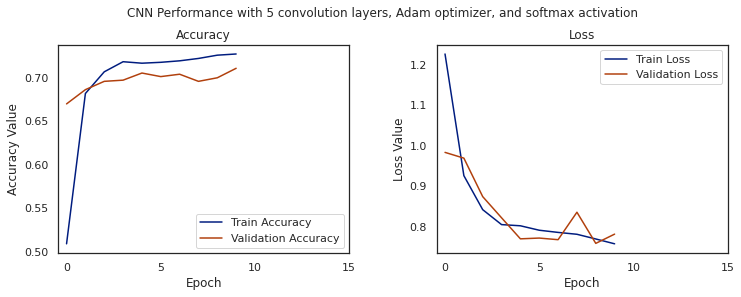 CNN Performance with 5 convolution layers, Adam optimizer, and softmax activation
Accuracy
0.70
0.65
0.60
0.55
0.50
Accuracy Value
Train Accuracy
Validation Accuracy
0
5
10
15
Epoch
Loss
1.2
1.1
1.0
0.9
0.8
Loss Value
Train Loss
Validation Loss
0
5
10
15
Epoch